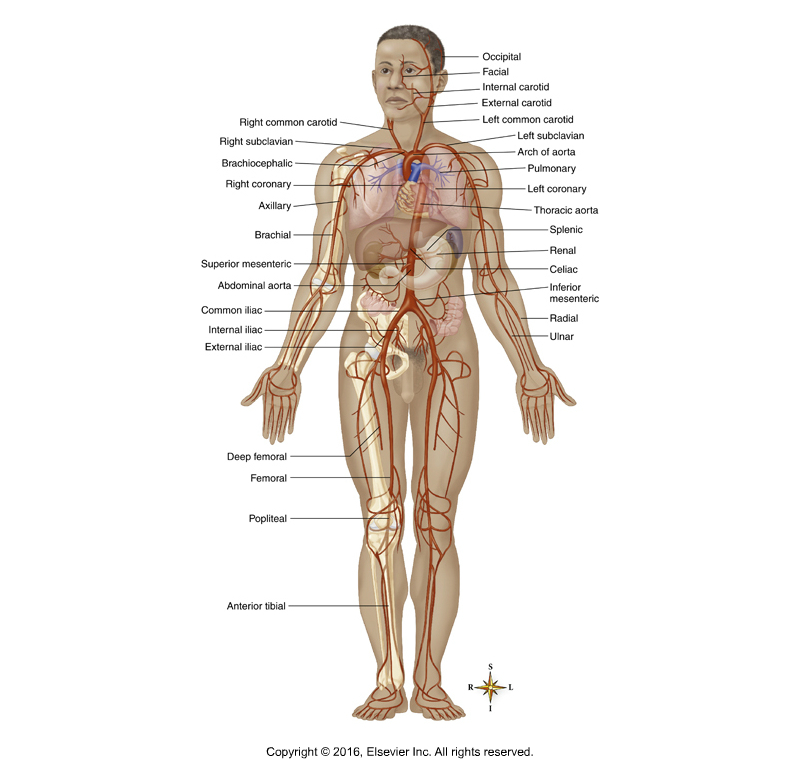 Occipital
Facial
Internal carotid
External carotid
Left common carotid
Left subclavian
Arch of aorta
Pulmonary
Left coronary
Thoracic aorta
Splenic
Renal
Celiac
Inferior
mesenteric
Radial
Ulnar
Right common carotid
Right subclavian
Brachiocephalic
Right coronary
Axillary
Brachial
Superior mesenteric
Abdominal aorta
Common iliac
Internal iliac
External iliac
Deep femoral
Femoral
Popliteal
Anterior tibial
S
R L
I
Copyright © 2016, Elsevier Inc. All rights reserved.